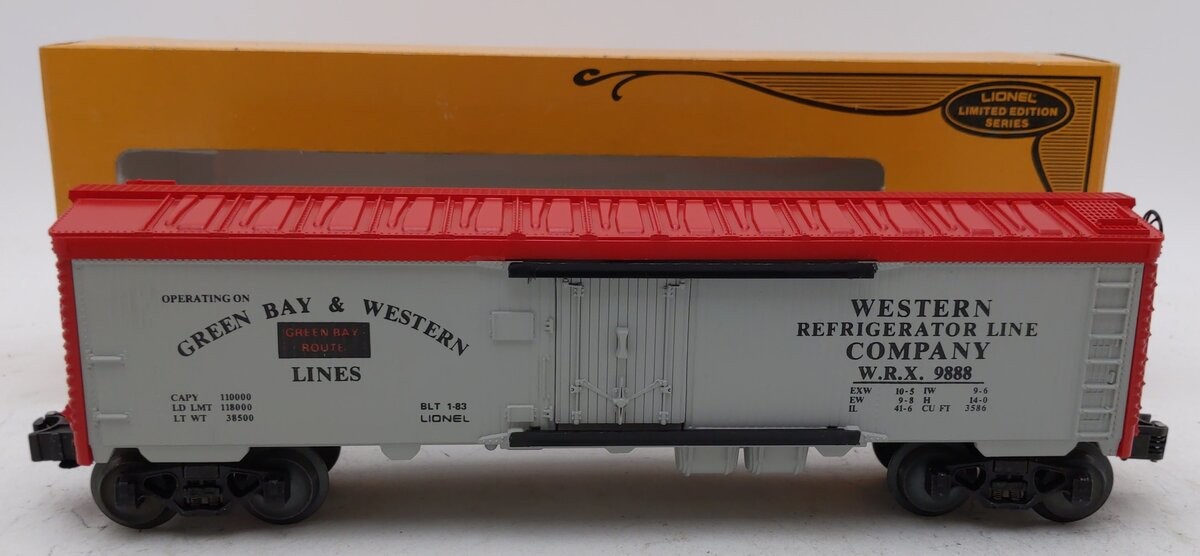 LIONEL
LIMITED EDITION
SERIES
OPERATING ON
GREEN BAY & WESTERN
GREEN BAY
ROUTE
LINES
CAPY 110000
LD LMT 118000
LT WT 38500
BLT 1-83
LIONEL
WESTERN
REFRIGERATOR LINE
COMPANY
W.R.X. 9888
EXW 10-5 IW 9-6
EW 9-8 H 14-0
IL 41-6 CU FT 3586